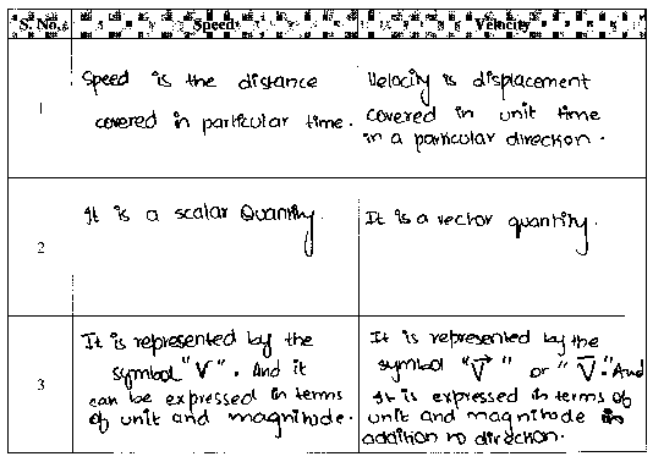 S. No. Speed Velocity
1
Speed is the distance
covered in particular time.
Velocity is displacement
covered in unit time
in a particular direction.
2
It is a scalar Quantity.
It is a vector quantity.
3
It is represented by the
symbol "V". And it
can be expressed in terms
of unit and magnitude.
It is represented by the
symbol "V⃗" or "V̅". And
It is expressed in terms of
unit and magnitude in
addition to direction.